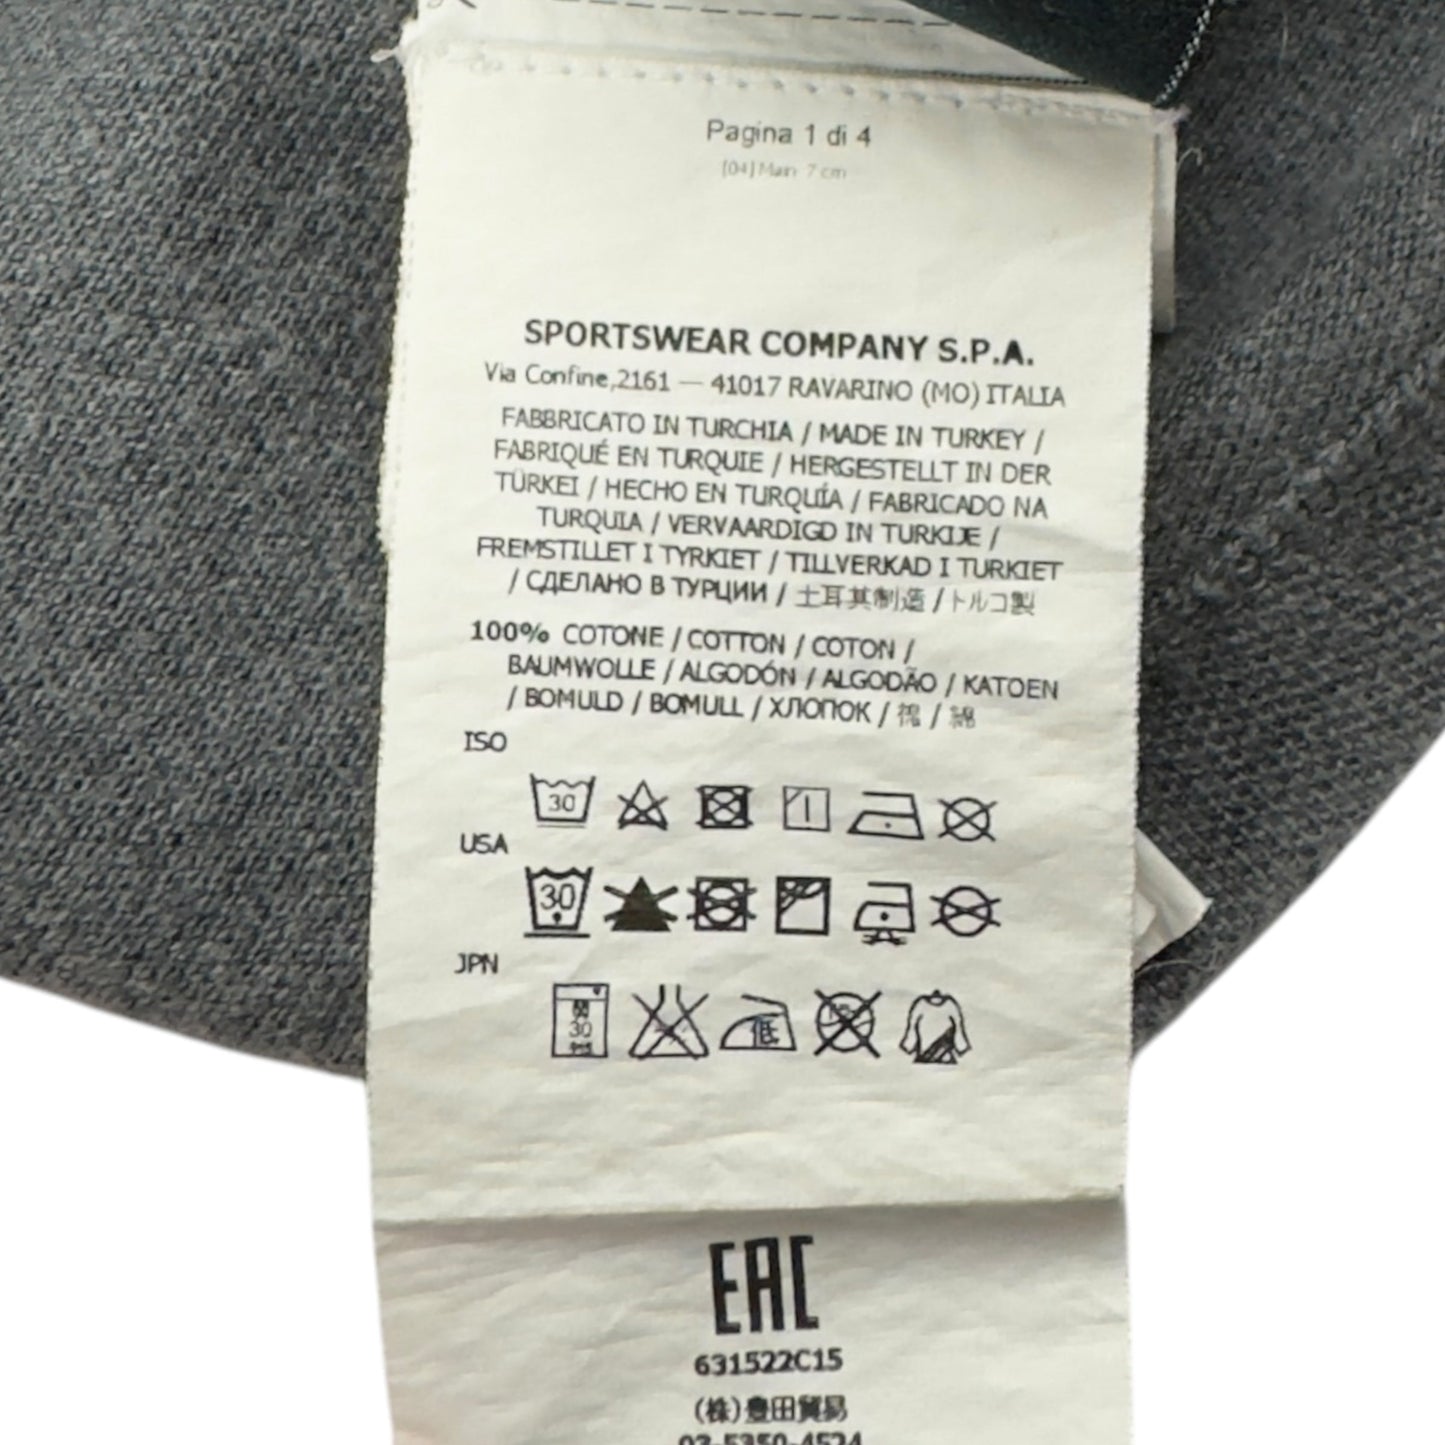 Pagina 1 di 4
[04] Main 7 cm
SPORTSWEAR COMPANY S.P.A.
Via Confine,2161 — 41017 RAVARINO (MO) ITALIA
FABBRICATO IN TURCHIA / MADE IN TURKEY /
FABRIQUÉ EN TURQUIE / HERGESTELLT IN DER
TÜRKEI / HECHO EN TURQUÍA / FABRICADO NA
TURQUIA / VERVAARDIGD IN TURKIJE /
FREMSTILLET I TYRKIET / TILLVERKAD I TURKIET
/ СДЕЛАНО В ТУРЦИИ / 土耳其制造 / トルコ製
100% COTONE / COTTON / COTON /
BAUMWOLLE / ALGODÓN / ALGODÃO / KATOEN
/ BOMULD / BOMULL / ХЛОПОК / / 綿
ISO
30
USA
30
JPN
30
低
EAC
631522C15
(株)豊田貿易
03-5350-4524